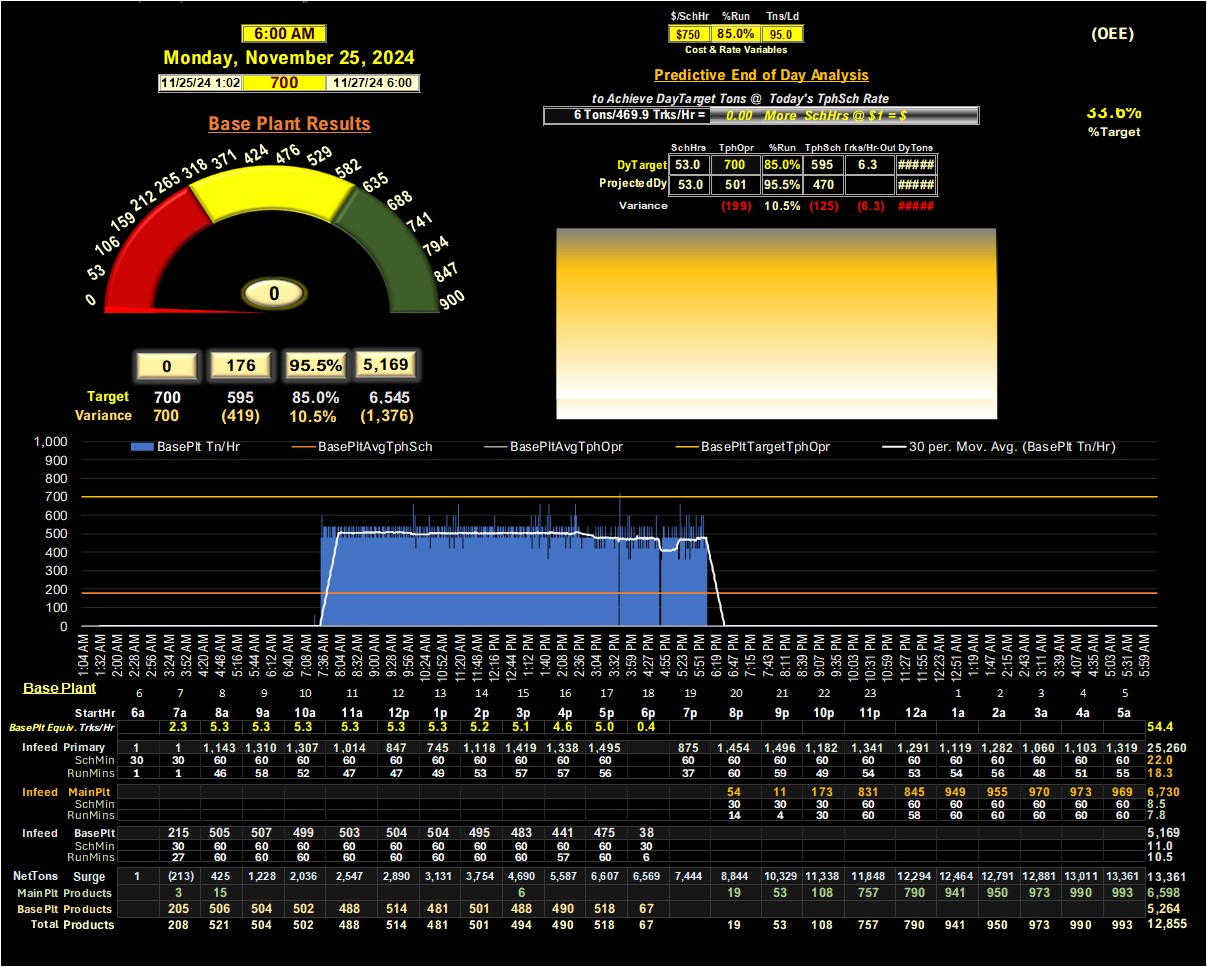 $/SchHr %Run Tns/Ld
6:00 AM $750 85.0% 95.0 (OEE)
Cost & Rate Variables
Monday, November 25, 2024
Predictive End of Day Analysis
11/25/24 1:02 700 11/27/24 6:00
to Achieve DayTarget Tons @ Today's TphSch Rate
6 Tons/469.9 Trks/Hr = 0.00 More SchHrs @ $1 = $
33.6%
%Target
Base Plant Results
SchHrs TphOpr %Run TphSch Trks/Hr-Out DyTons
DyTarget 53.0 700 85.0% 595 6.3 #####
ProjectedDy 53.0 501 95.5% 470 #####
Variance (199) 10.5% (125) (6.3) #####
0 53 106 159 212 265 318 371 424 476 529 582 635 688 741 794 847 900
0
0 176 95.5% 5,169
Target 700 595 85.0% 6,545
Variance 700 (419) 10.5% (1,376)
BasePlt Tn/Hr BasePltAvgTphSch BasePltAvgTphOpr BasePltTargetTphOpr 30 per. Mov. Avg. (BasePlt Tn/Hr)
1,000
900
800
700
600
500
400
300
200
100
0
1:04 AM 1:32 AM 2:00 AM 2:28 AM 2:56 AM 3:24 AM 3:52 AM 4:20 AM 4:48 AM 5:16 AM 5:44 AM 6:12 AM 6:40 AM 7:08 AM 7:36 AM 8:04 AM 8:32 AM 9:00 AM 9:28 AM 9:56 AM 10:24 AM 10:52 AM 11:20 AM 11:48 AM 12:16 PM 12:44 PM 1:12 PM 1:40 PM 2:08 PM 2:36 PM 3:04 PM 3:31 PM 3:59 PM 4:27 PM 4:55 PM 5:23 PM 5:51 PM 6:19 PM 6:47 PM 7:15 PM 7:43 PM 8:11 PM 8:39 PM 9:07 PM 9:35 PM 10:03 PM 10:31 PM 10:59 PM 11:27 PM 11:55 PM 12:23 AM 12:51 AM 1:19 AM 1:47 AM 2:15 AM 2:43 AM 3:11 AM 3:39 AM 4:07 AM 4:35 AM 5:03 AM 5:31 AM 5:59 AM
Base Plant 6 7 8 9 10 11 12 13 14 15 16 17 18 19 20 21 22 23 1 2 3 4 5
StartHr 6a 7a 8a 9a 10a 11a 12p 1p 2p 3p 4p 5p 6p 7p 8p 9p 10p 11p 12a 1a 2a 3a 4a 5a
BasePlt Equiv. Trks/Hr 2.3 5.3 5.3 5.3 5.3 5.3 5.3 5.2 5.1 4.6 5.0 0.4 54.4
Infeed Primary 1 1 1,143 1,310 1,307 1,014 847 745 1,118 1,419 1,338 1,495 875 1,454 1,496 1,182 1,341 1,291 1,119 1,282 1,060 1,103 1,319 25,260
SchMin 30 30 60 60 60 60 60 60 60 60 60 60 60 60 60 60 60 60 60 60 60 60 60 22.0
RunMins 1 1 46 58 52 47 47 49 53 57 57 56 37 60 59 49 54 53 54 56 48 51 55 18.3
Infeed MainPlt 54 11 173 831 845 949 955 970 973 969 6,730
SchMin 30 30 30 60 60 60 60 60 60 60 8.5
RunMins 14 4 30 60 58 60 60 60 60 60 7.8
Infeed BasePlt 215 505 507 499 503 504 504 495 483 441 475 38 5,169
SchMin 30 60 60 60 60 60 60 60 60 60 60 30 11.0
RunMins 27 60 60 60 60 60 60 60 60 57 60 6 10.5
NetTons Surge 1 (213) 425 1,228 2,036 2,547 2,890 3,131 3,754 4,690 5,587 6,607 6,569 7,444 8,844 10,329 11,338 11,848 12,294 12,464 12,791 12,881 13,011 13,361 13,361
MainPlt Products 3 15 6 19 53 108 757 790 941 950 973 990 993 6,598
BasePlt Products 205 506 504 502 488 514 481 501 488 490 518 67 5,264
Total Products 208 521 504 502 488 514 481 501 494 490 518 67 19 53 108 757 790 941 950 973 990 993 12,855